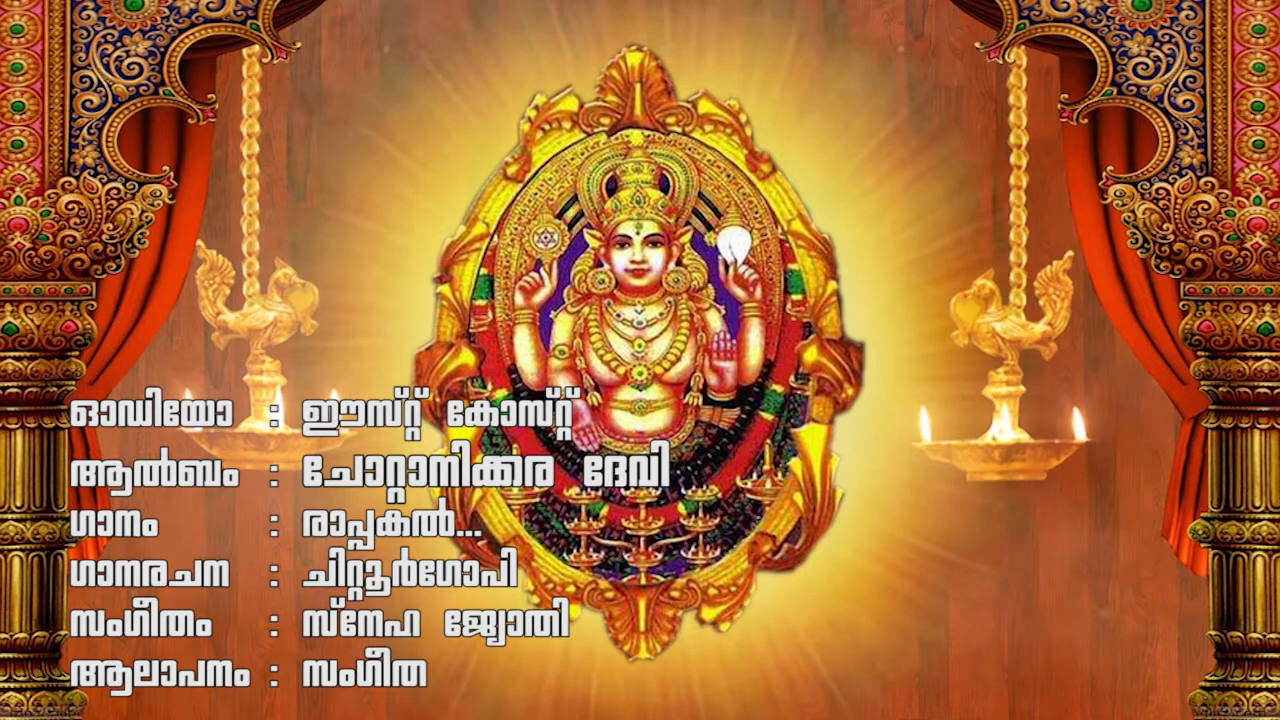 ഓഡിയോ : ഈസ്റ്റ് കോസ്റ്റ്
ആൽബം : ചോറ്റാനിക്കര ദേവി
ഗാനം : രാപ്പകൽ...
ഗാനരചന : ചിറ്റൂർഗോപി
സംഗീതം : സ്നേഹ ജ്യോതി
ആലാപനം : സംഗീത